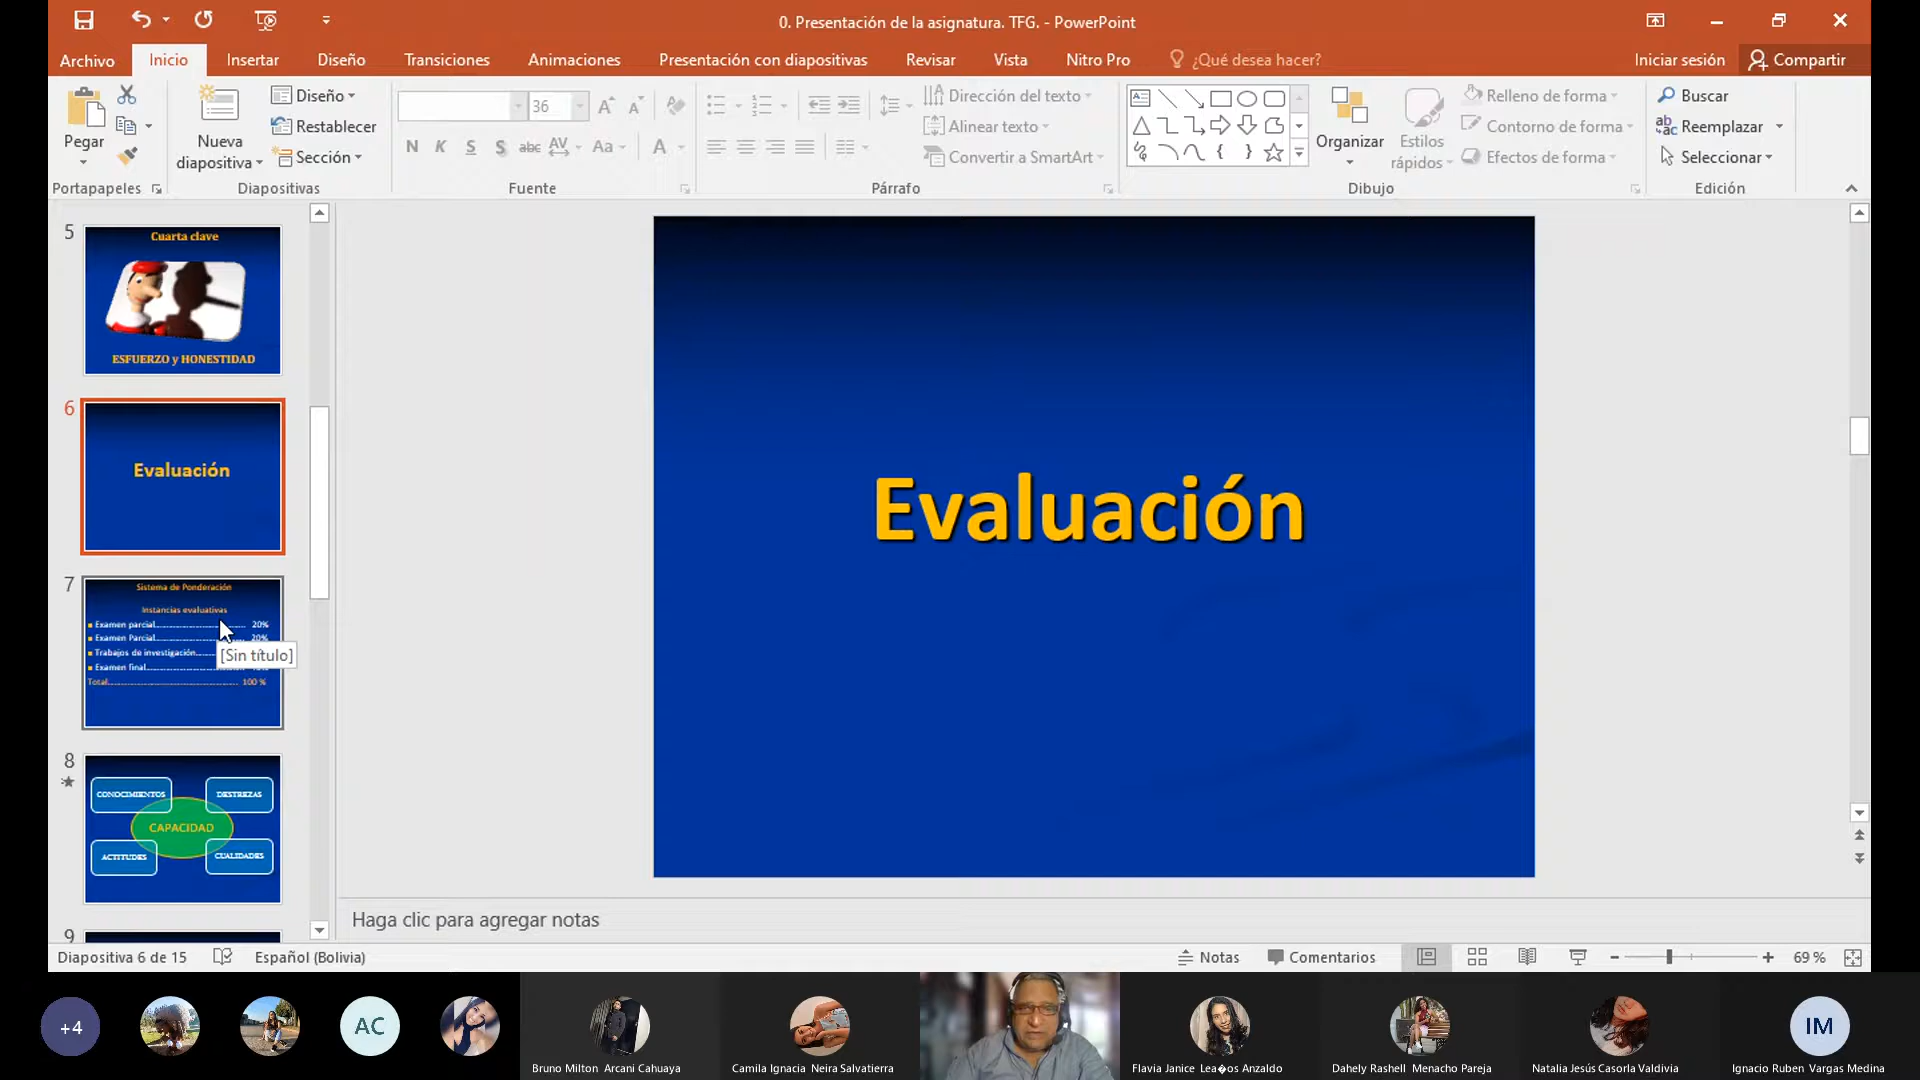 0. Presentación de la asignatura. TFG. - PowerPoint
Archivo Inicio Insertar Diseño Transiciones Animaciones Presentación con diapositivas Revisar Vista Nitro Pro ¿Qué desea hacer? Iniciar sesión Compartir
Pegar
Portapapeles
Nueva diapositiva
Diseño
Restablecer
Sección
Diapositivas
36
N K S S abc AV Aa A
Fuente
Dirección del texto
Alinear texto
Convertir a SmartArt
Párrafo
Organizar
Estilos rápidos
Relleno de forma
Contorno de forma
Efectos de forma
Dibujo
Buscar
Reemplazar
Seleccionar
Edición
5
Cuarta clave
ESFUERZO y HONESTIDAD
6
Evaluación
7
Sistema de Ponderación
Instancias evaluativas
Examen parcial 20%
Examen Parcial 20%
Trabajos de investigación
Examen final
Total 100 %
[Sin título]
8
CONOCIMIENTOS DESTREZAS
CAPACIDAD
ACTITUDES CUALIDADES
9
Evaluación
Haga clic para agregar notas
Diapositiva 6 de 15 Español (Bolivia) Notas Comentarios 69 %
+4 AC IM
Bruno Milton Arcani Cahuaya
Camila Ignacia Neira Salvatierra
Flavia Janice Lea�os Anzaldo
Dahely Rashell Menacho Pareja
Natalia Jesús Casorla Valdivia
Ignacio Ruben Vargas Medina